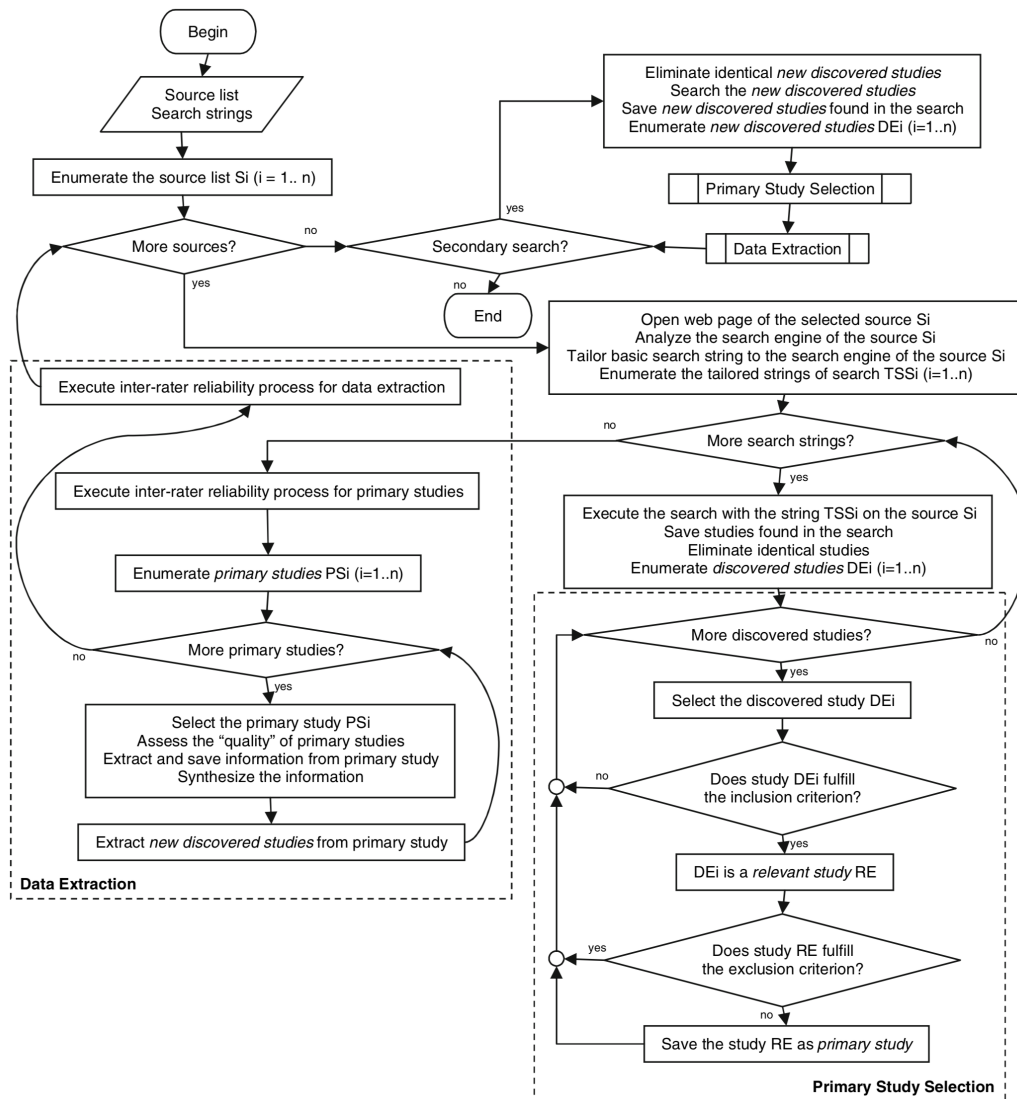 Begin
Source list
Search strings
Enumerate the source list Si (i = 1.. n)
More sources?
no
yes
Secondary search?
yes
no
End
Eliminate identical new discovered studies
Search the new discovered studies
Save new discovered studies found in the search
Enumerate new discovered studies DEi (i=1..n)
Primary Study Selection
Data Extraction
Open web page of the selected source Si
Analyze the search engine of the source Si
Tailor basic search string to the search engine of the source Si
Enumerate the tailored strings of search TSSi (i=1..n)
More search strings?
no
yes
Execute the search with the string TSSi on the source Si
Save studies found in the search
Eliminate identical studies
Enumerate discovered studies DEi (i=1..n)
More discovered studies?
no
yes
Select the discovered study DEi
Does study DEi fulfill
the inclusion criterion?
no
yes
DEi is a relevant study RE
Does study RE fulfill
the exclusion criterion?
yes
no
Save the study RE as primary study
Primary Study Selection
Execute inter-rater reliability process for data extraction
Execute inter-rater reliability process for primary studies
Enumerate primary studies PSi (i=1..n)
More primary studies?
no
yes
Select the primary study PSi
Assess the “quality” of primary studies
Extract and save information from primary study
Synthesize the information
Extract new discovered studies from primary study
Data Extraction